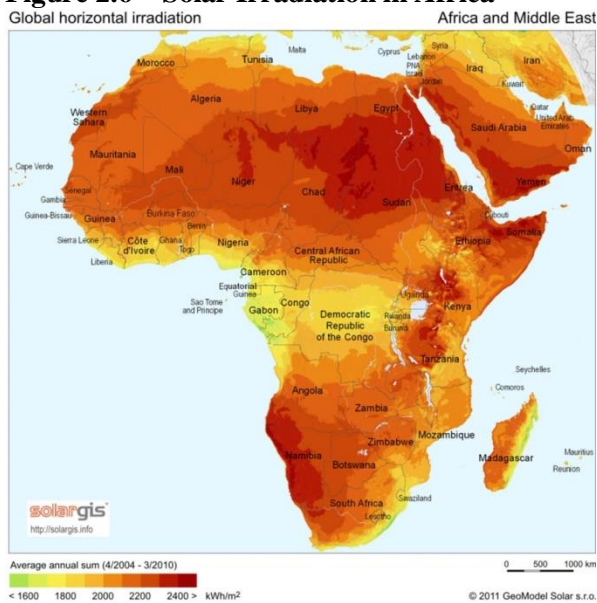 Figure 2.6 – Solar Irradiation in Africa
Global horizontal irradiation
Africa and Middle East
Malta
Cyprus
Syria
Lebanon
PNA
Israel
Jordan
Iraq
Iran
Kuwait
Morocco
Tunisia
Algeria
Libya
Egypt
Qatar
United Arab
Emirates
Western
Sahara
Saudi Arabia
Oman
Mauritania
Mali
Niger
Chad
Sudan
Eritrea
Yemen
Cape Verde
Senegal
Gambia
Guinea-Bissau
Guinea
Burkina Faso
Benin
Djibouti
Somalia
Sierra Leone
Côte
d'Ivoire
Ghana
Togo
Nigeria
Ethiopia
Liberia
Central African
Republic
Cameroon
Equatorial
Guinea
Sao Tome
and Principe
Gabon
Congo
Democratic
Republic
of the Congo
Uganda
Kenya
Rwanda
Burundi
Tanzania
Seychelles
Comoros
Angola
Zambia
Mozambique
Zimbabwe
Namibia
Botswana
Madagascar
Mauritius
Reunion
Swaziland
South Africa
Lesotho
solargis
http://solargis.info
Average annual sum (4/2004 - 3/2010)
0 500 1000 km
< 1600 1800 2000 2200 2400 > kWh/m²
© 2011 GeoModel Solar s.r.o.